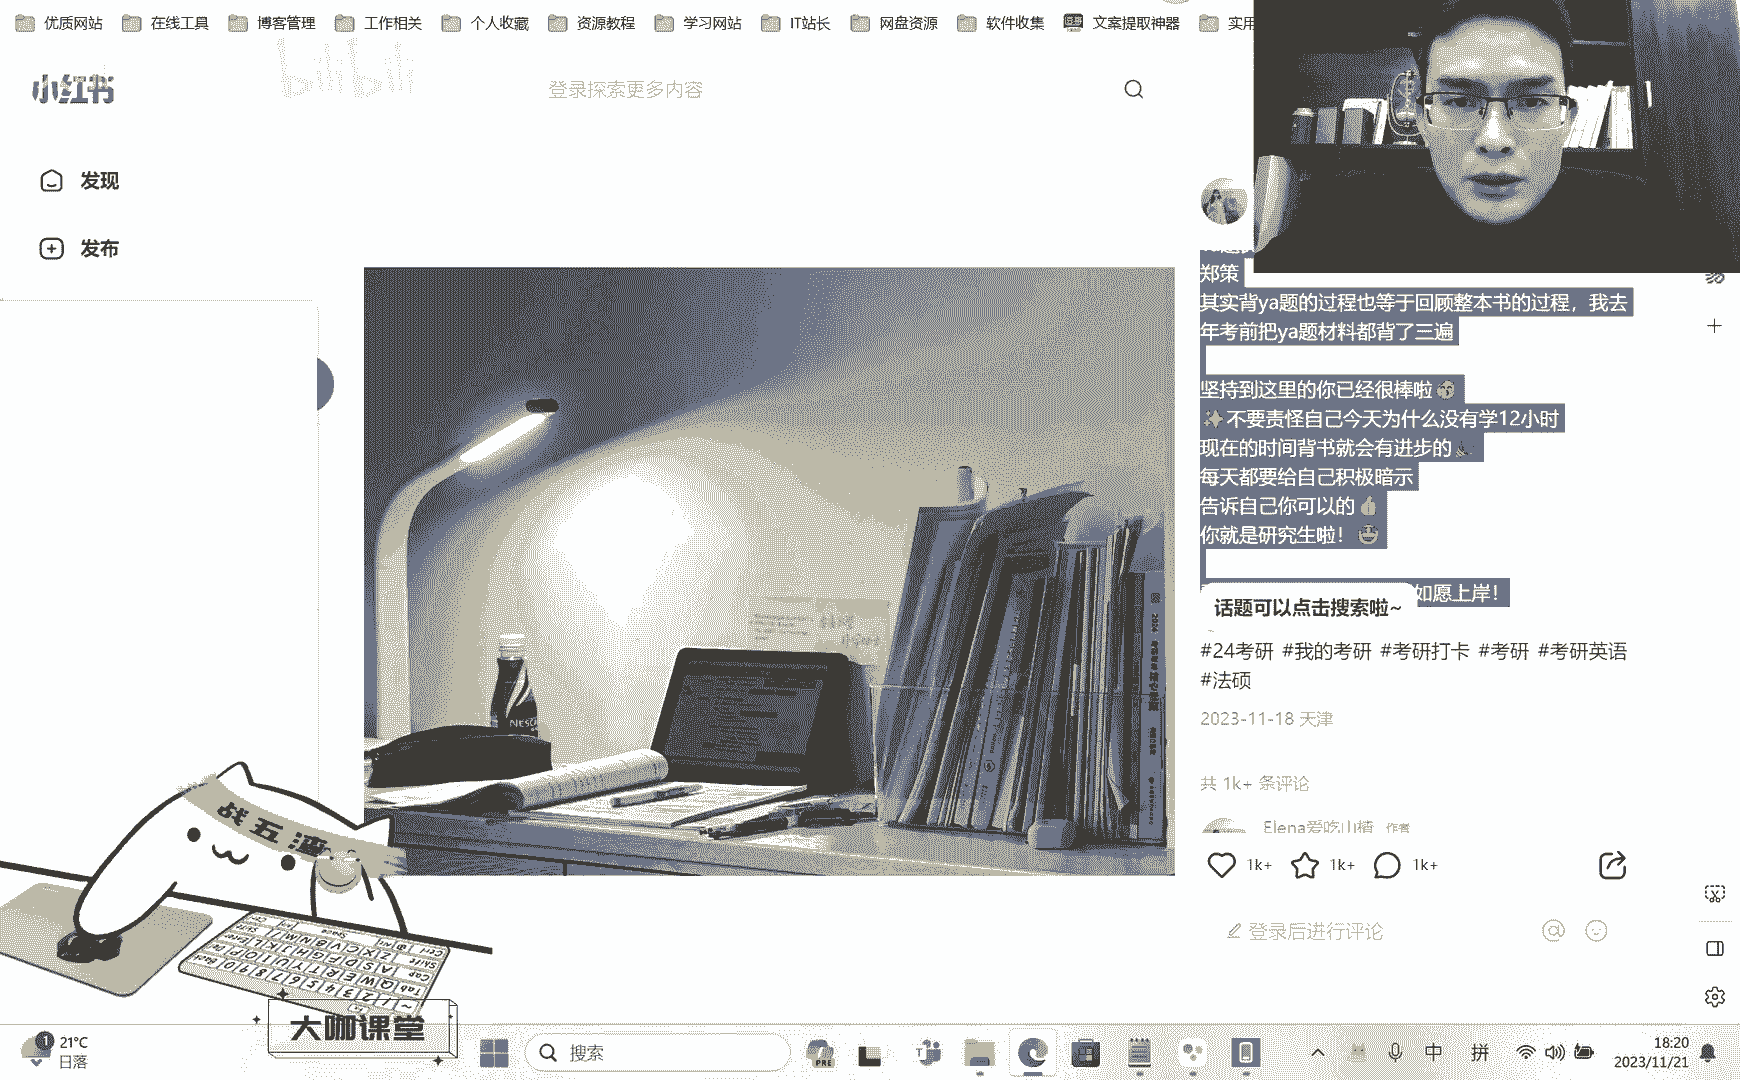 优质网站 在线工具 博客管理 工作相关 个人收藏 资源教程 学习网站 IT站长 网盘资源 软件收集 文案提取神器 实用
小红书
bilibili
登录探索更多内容
发现
发布
郑策
其实背ya题的过程也等于回顾整本书的过程，我去
年考前把ya题材料都背了三遍
坚持到这里的你已经很棒啦
✨不要责怪自己今天为什么没有学12小时
现在的时间背书就会有进步的
每天都要给自己积极暗示
告诉自己你可以的👍
你就是研究生啦！
如愿上岸！
话题可以点击搜索啦~
#24考研 #我的考研 #考研打卡 #考研 #考研英语
#法硕
2023-11-18 天津
共 1k+ 条评论
Elena爱吃山楂 作者
1k+ 1k+ 1k+
登录后进行评论
战五渣
大咖课堂
1
21°C
日落
搜索
PRE
中 拼
18:20
2023/11/21